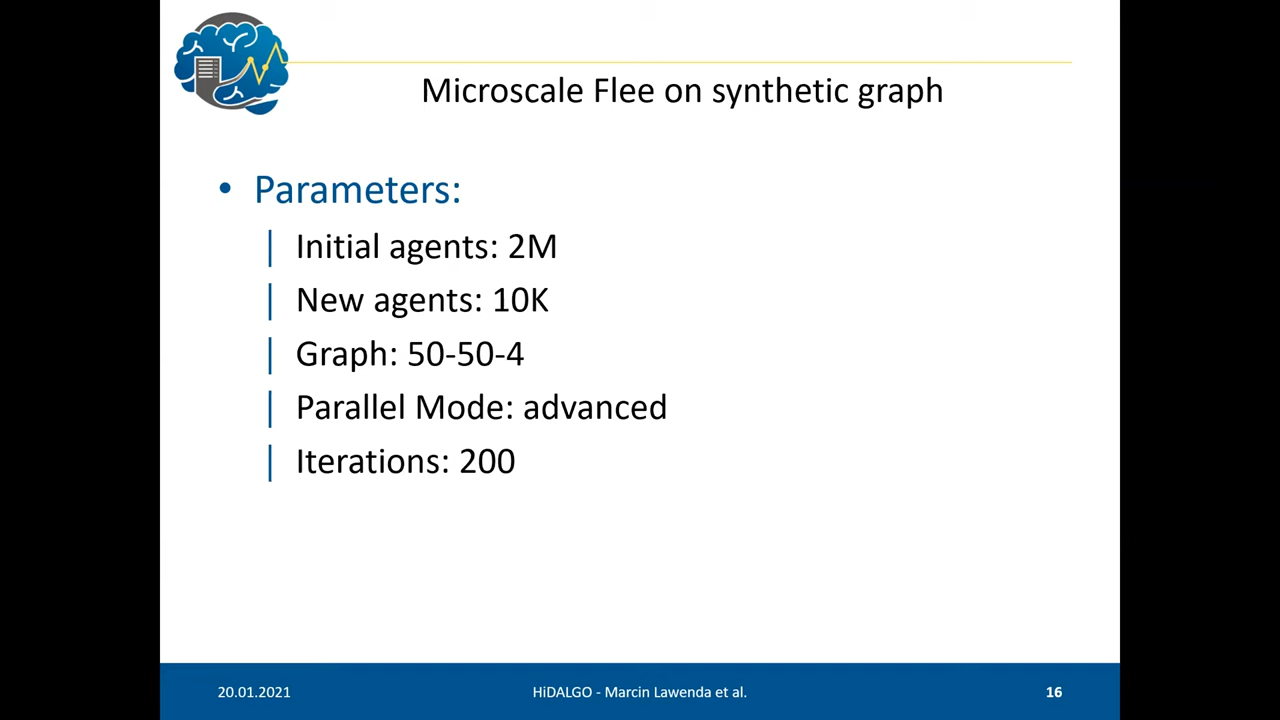 Microscale Flee on synthetic graph
• Parameters:
Initial agents: 2M
New agents: 10K
Graph: 50-50-4
Parallel Mode: advanced
Iterations: 200
20.01.2021
HiDALGO - Marcin Lawenda et al.
16